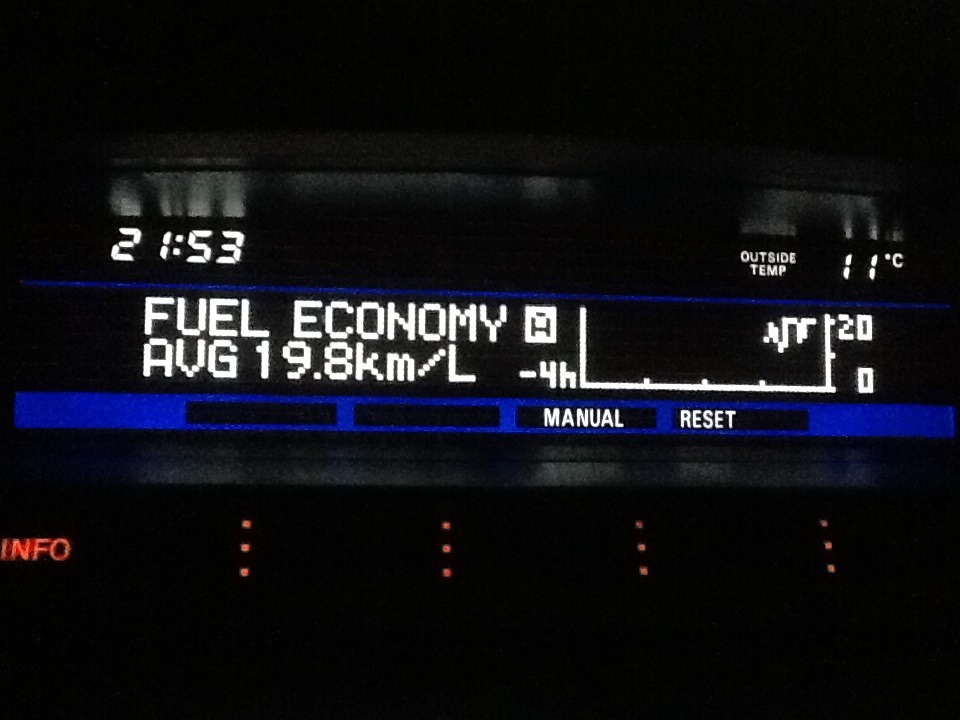 21:53
OUTSIDE
TEMP
11°C
FUEL ECONOMY A
AVG 19.8km/L
-4h
20
0
MANUAL
RESET
INFO